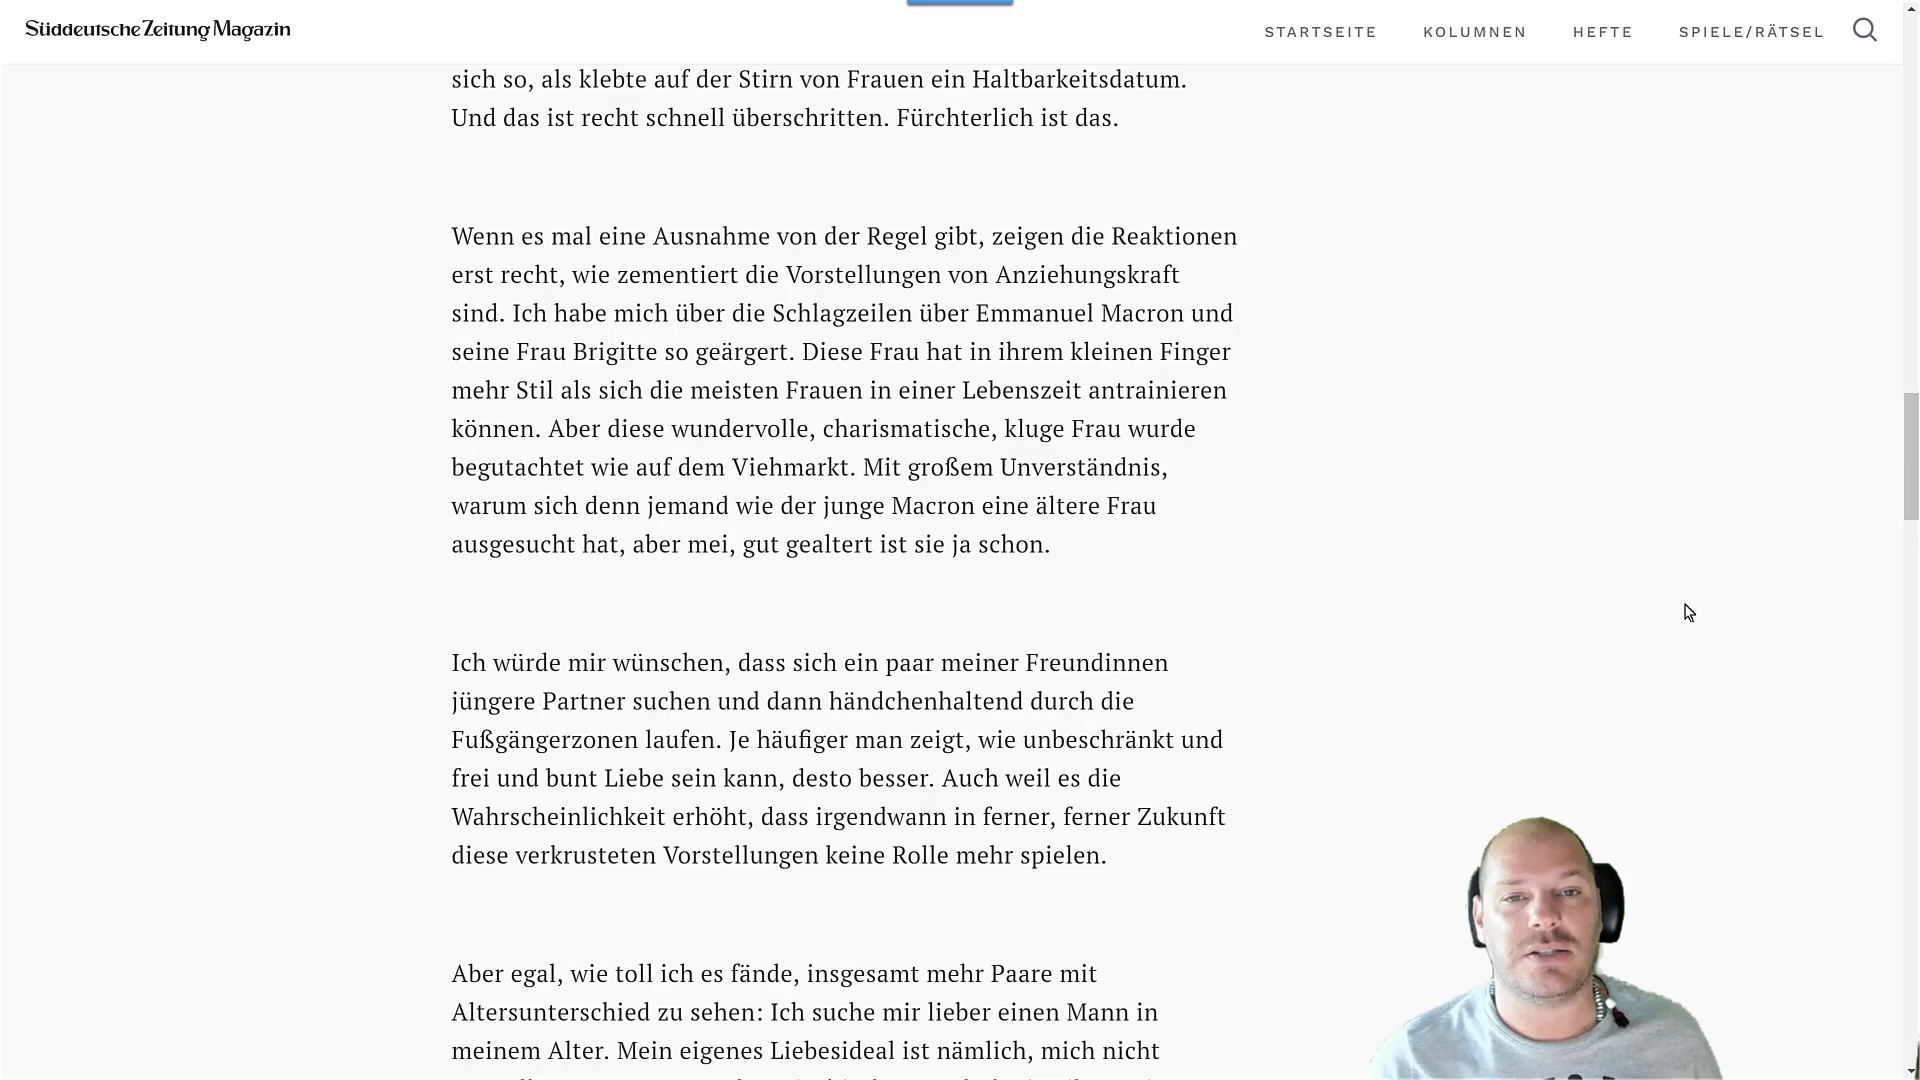 Süddeutsche Zeitung Magazin
STARTSEITE KOLUMNEN HEFTE SPIELE/RÄTSEL
sich so, als klebte auf der Stirn von Frauen ein Haltbarkeitsdatum.
Und das ist recht schnell überschritten. Fürchterlich ist das.
Wenn es mal eine Ausnahme von der Regel gibt, zeigen die Reaktionen
erst recht, wie zementiert die Vorstellungen von Anziehungskraft
sind. Ich habe mich über die Schlagzeilen über Emmanuel Macron und
seine Frau Brigitte so geärgert. Diese Frau hat in ihrem kleinen Finger
mehr Stil als sich die meisten Frauen in einer Lebenszeit antrainieren
können. Aber diese wundervolle, charismatische, kluge Frau wurde
begutachtet wie auf dem Viehmarkt. Mit großem Unverständnis,
warum sich denn jemand wie der junge Macron eine ältere Frau
ausgesucht hat, aber mei, gut gealtert ist sie ja schon.
Ich würde mir wünschen, dass sich ein paar meiner Freundinnen
jüngere Partner suchen und dann händchenhaltend durch die
Fußgängerzonen laufen. Je häufiger man zeigt, wie unbeschränkt und
frei und bunt Liebe sein kann, desto besser. Auch weil es die
Wahrscheinlichkeit erhöht, dass irgendwann in ferner, ferner Zukunft
diese verkrusteten Vorstellungen keine Rolle mehr spielen.
Aber egal, wie toll ich es fände, insgesamt mehr Paare mit
Altersunterschied zu sehen: Ich suche mir lieber einen Mann in
meinem Alter. Mein eigenes Liebesideal ist nämlich, mich nicht